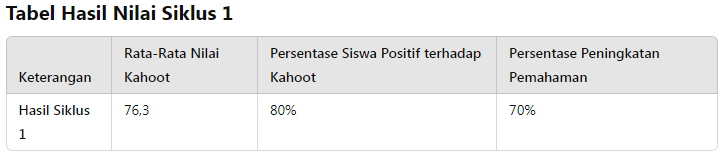 Tabel Hasil Nilai Siklus 1
Rata-Rata Nilai
Kahoot
Persentase Siswa Positif terhadap
Kahoot
Persentase Peningkatan
Pemahaman
Keterangan
Hasil Siklus
1
76,3
80%
70%